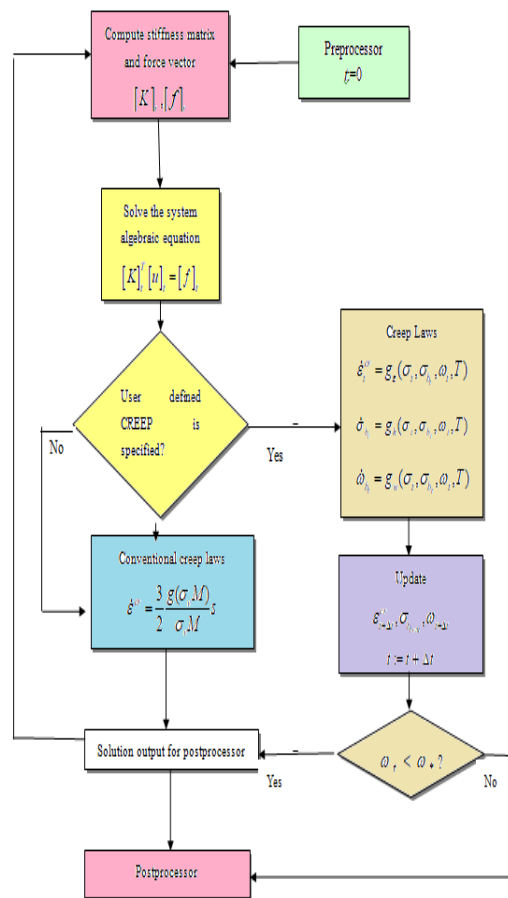 Compute stiffness matrix
and force vector
[K]ₜ,[f]ₜ
Preprocessor
t=0
Solve the system
algebraic equation
[K]ₜ[u]ₜ=[f]ₜ
User defined
CREEP is
specified?
No
Yes
Creep Laws
Conventional creep laws
Update
t := t + Δt
Solution output for postprocessor
Yes
No
Postprocessor